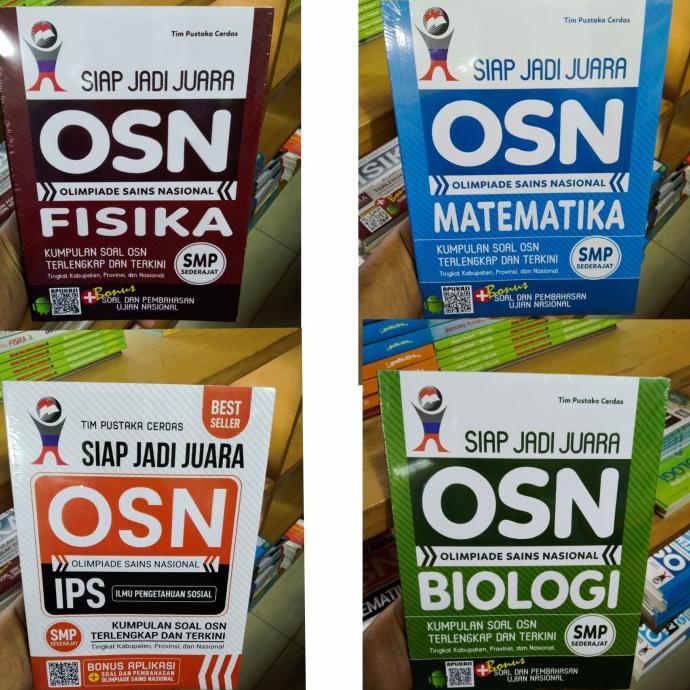 Tim Pustaka Cerdas
SIAP JADI JUARA
OSN
OLIMPIADE SAINS NASIONAL
FISIKA
KUMPULAN SOAL OSN
TERLENGKAP DAN TERKINI
Tingkat Kabupaten, Provinsi, dan Nasional
SMP
SEDERAJAT
APLIKASI
+Bonus
SOAL DAN PEMBAHASAN
UJIAN NASIONAL
Tim Pustaka Cerdas
SIAP JADI JUARA
OSN
OLIMPIADE SAINS NASIONAL
MATEMATIKA
KUMPULAN SOAL OSN
TERLENGKAP DAN TERKINI
Tingkat Kabupaten, Provinsi, dan Nasional
SMP
SEDERAJAT
APLIKASI
+Bonus
SOAL DAN PEMBAHASAN
UJIAN NASIONAL
FISIKA
BEST
SELLER
TIM PUSTAKA CERDAS
SIAP JADI JUARA
OSN
OLIMPIADE SAINS NASIONAL
IPS
ILMU PENGETAHUAN SOSIAL
SMP
SEDERAJAT
KUMPULAN SOAL OSN
TERLENGKAP DAN TERKINI
Tingkat Kabupaten, Provinsi, dan Nasional
BONUS APLIKASI
+ SOAL DAN PEMBAHASAN
OLIMPIADE SAINS NASIONAL
Tim Pustaka Cerdas
SIAP JADI JUARA
OSN
OLIMPIADE SAINS NASIONAL
BIOLOGI
KUMPULAN SOAL OSN
TERLENGKAP DAN TERKINI
Tingkat Kabupaten, Provinsi, dan Nasional
SMP
SEDERAJAT
APLIKASI
+Bonus
SOAL DAN PEMBAHASAN
UJIAN NASIONAL